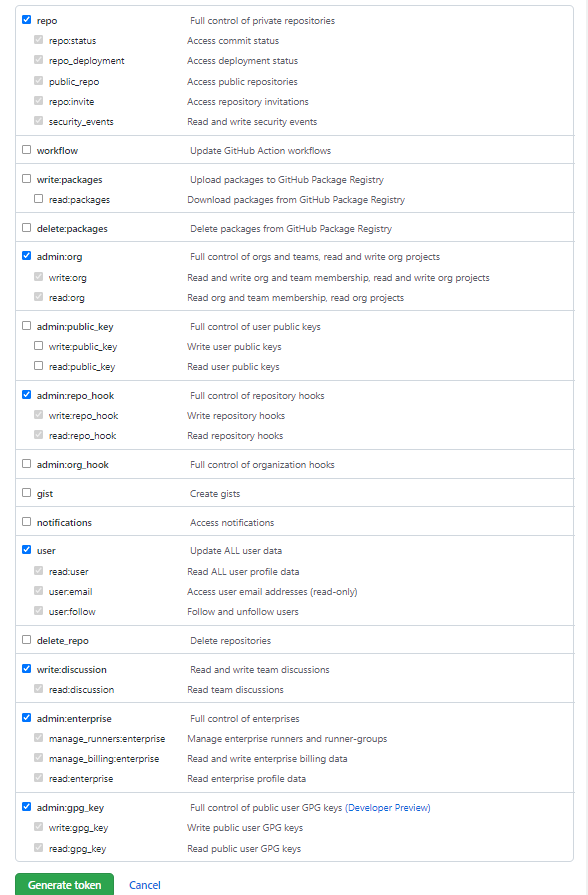 repo Full control of private repositories
repo:status Access commit status
repo_deployment Access deployment status
public_repo Access public repositories
repo:invite Access repository invitations
security_events Read and write security events
workflow Update GitHub Action workflows
write:packages Upload packages to GitHub Package Registry
read:packages Download packages from GitHub Package Registry
delete:packages Delete packages from GitHub Package Registry
admin:org Full control of orgs and teams, read and write org projects
write:org Read and write org and team membership, read and write org projects
read:org Read org and team membership, read org projects
admin:public_key Full control of user public keys
write:public_key Write user public keys
read:public_key Read user public keys
admin:repo_hook Full control of repository hooks
write:repo_hook Write repository hooks
read:repo_hook Read repository hooks
admin:org_hook Full control of organization hooks
gist Create gists
notifications Access notifications
user Update ALL user data
read:user Read ALL user profile data
user:email Access user email addresses (read-only)
user:follow Follow and unfollow users
delete_repo Delete repositories
write:discussion Read and write team discussions
read:discussion Read team discussions
admin:enterprise Full control of enterprises
manage_runners:enterprise Manage enterprise runners and runner-groups
manage_billing:enterprise Read and write enterprise billing data
read:enterprise Read enterprise profile data
admin:gpg_key Full control of public user GPG keys (Developer Preview)
write:gpg_key Write public user GPG keys
read:gpg_key Read public user GPG keys
Generate token Cancel